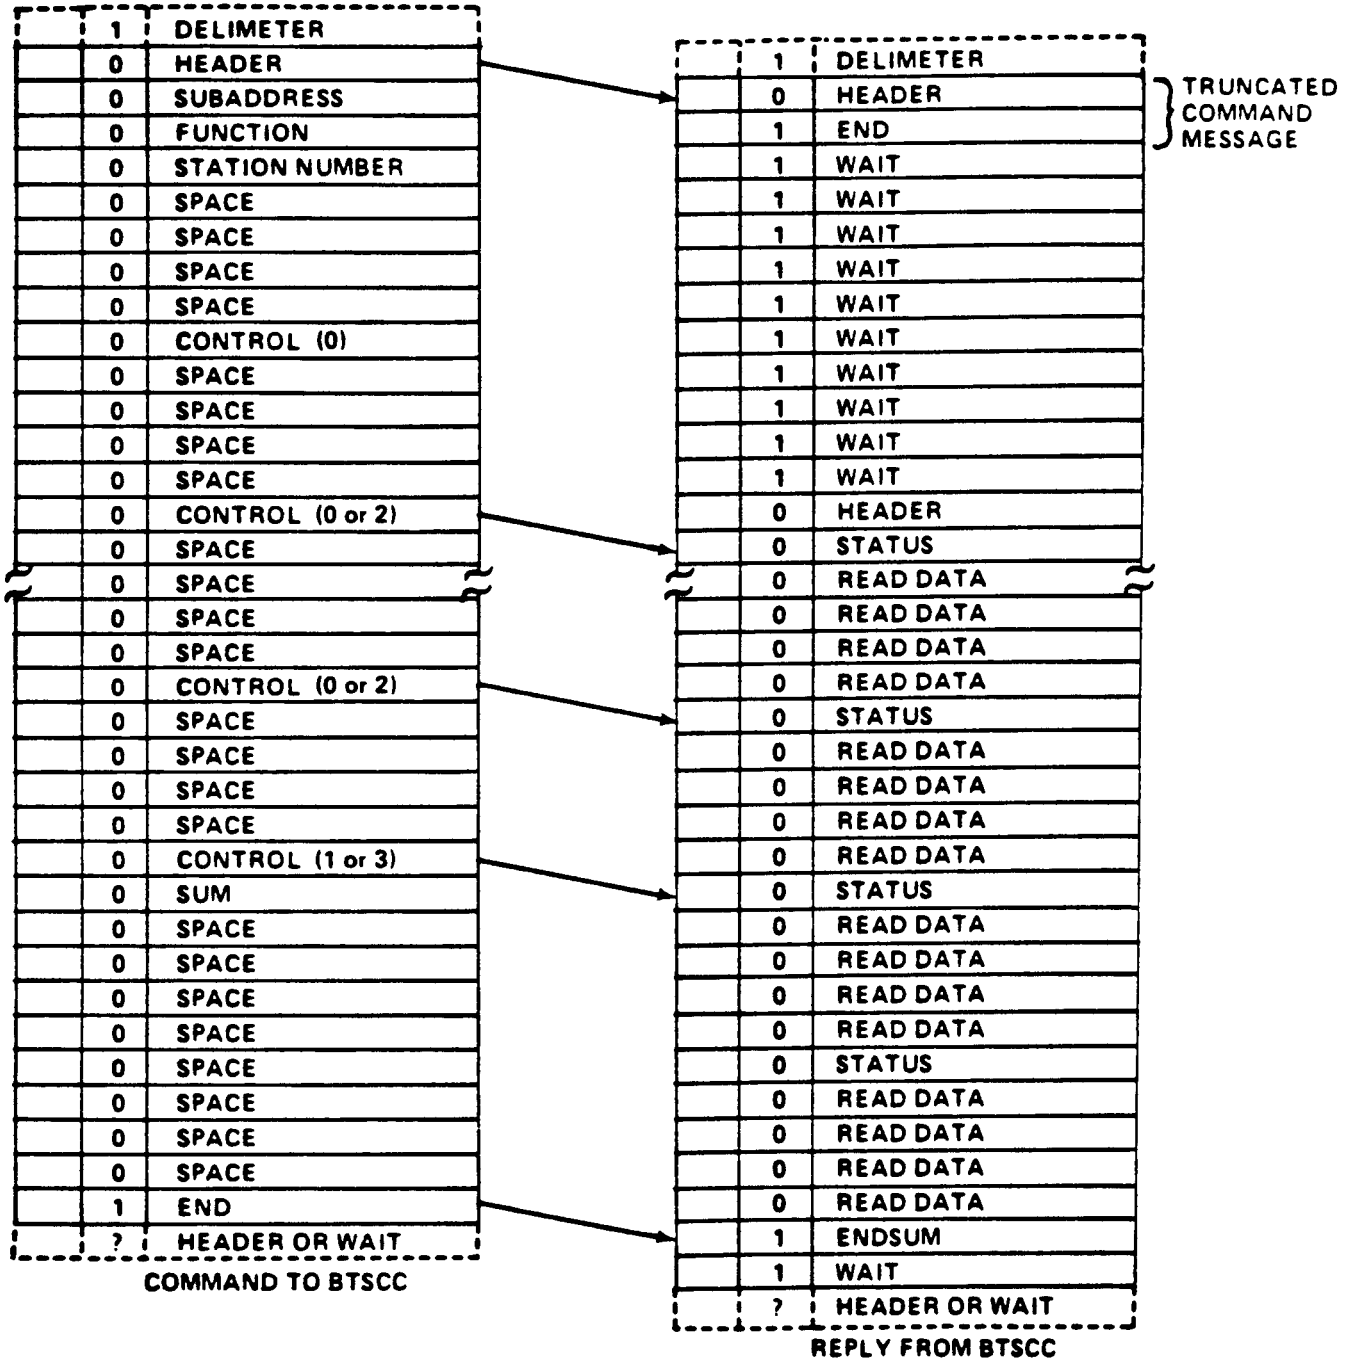 1 DELIMETER
0 HEADER
0 SUBADDRESS
0 FUNCTION
0 STATION NUMBER
0 SPACE
0 SPACE
0 SPACE
0 SPACE
0 CONTROL (0)
0 SPACE
0 SPACE
0 SPACE
0 SPACE
0 CONTROL (0 or 2)
0 SPACE
0 SPACE
0 SPACE
0 SPACE
0 CONTROL (0 or 2)
0 SPACE
0 SPACE
0 SPACE
0 SPACE
0 CONTROL (1 or 3)
0 SUM
0 SPACE
0 SPACE
0 SPACE
0 SPACE
0 SPACE
0 SPACE
0 SPACE
0 SPACE
1 END
? HEADER OR WAIT
COMMAND TO BTSCC
1 DELIMETER
0 HEADER
1 END
TRUNCATED
COMMAND
MESSAGE
1 WAIT
1 WAIT
1 WAIT
1 WAIT
1 WAIT
1 WAIT
1 WAIT
1 WAIT
1 WAIT
1 WAIT
0 HEADER
0 STATUS
0 READ DATA
0 READ DATA
0 READ DATA
0 READ DATA
0 STATUS
0 READ DATA
0 READ DATA
0 READ DATA
0 READ DATA
0 STATUS
0 READ DATA
0 READ DATA
0 READ DATA
0 READ DATA
0 STATUS
0 READ DATA
0 READ DATA
0 READ DATA
0 READ DATA
1 ENDSUM
1 WAIT
? HEADER OR WAIT
REPLY FROM BTSCC